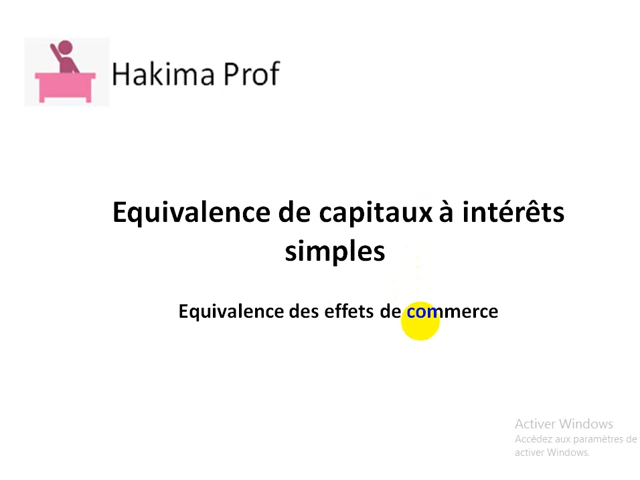 Hakima Prof
Equivalence de capitaux à intérêts
simples
Equivalence des effets de commerce
Activer Windows
Accédez aux paramètres de
activer Windows.